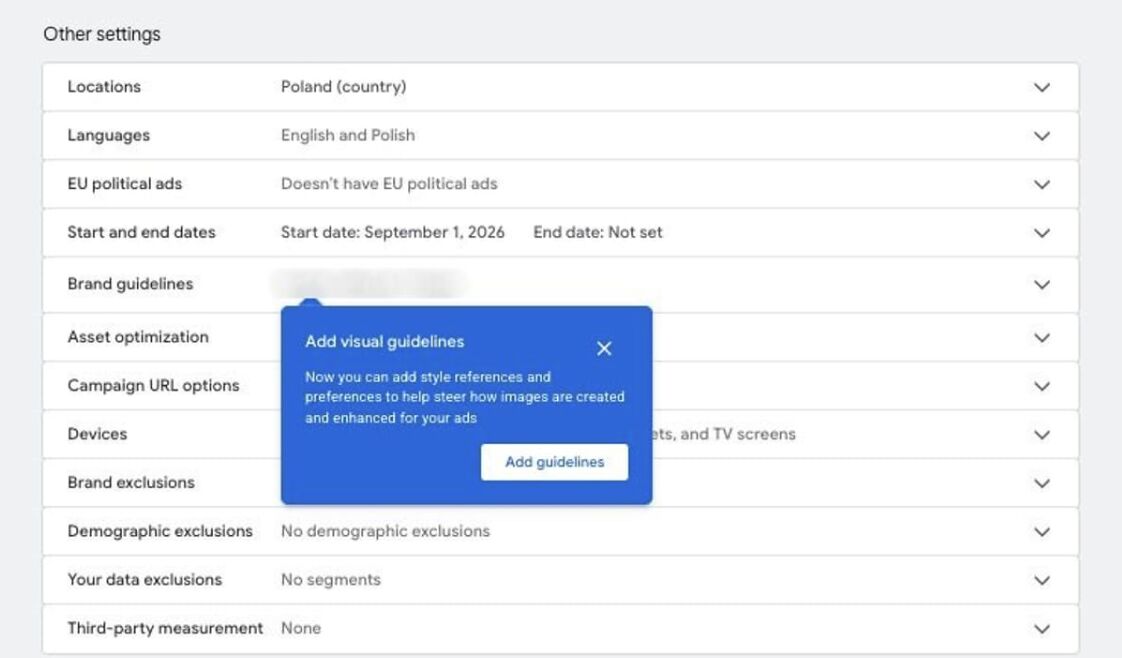 Other settings
Locations Poland (country)
Languages English and Polish
EU political ads Doesn't have EU political ads
Start and end dates Start date: September 1, 2026 End date: Not set
Brand guidelines
Asset optimization
Add visual guidelines
Now you can add style references and
preferences to help steer how images are created
and enhanced for your ads
Add guidelines
Campaign URL options
Devices and TV screens
Brand exclusions
Demographic exclusions No demographic exclusions
Your data exclusions No segments
Third-party measurement None